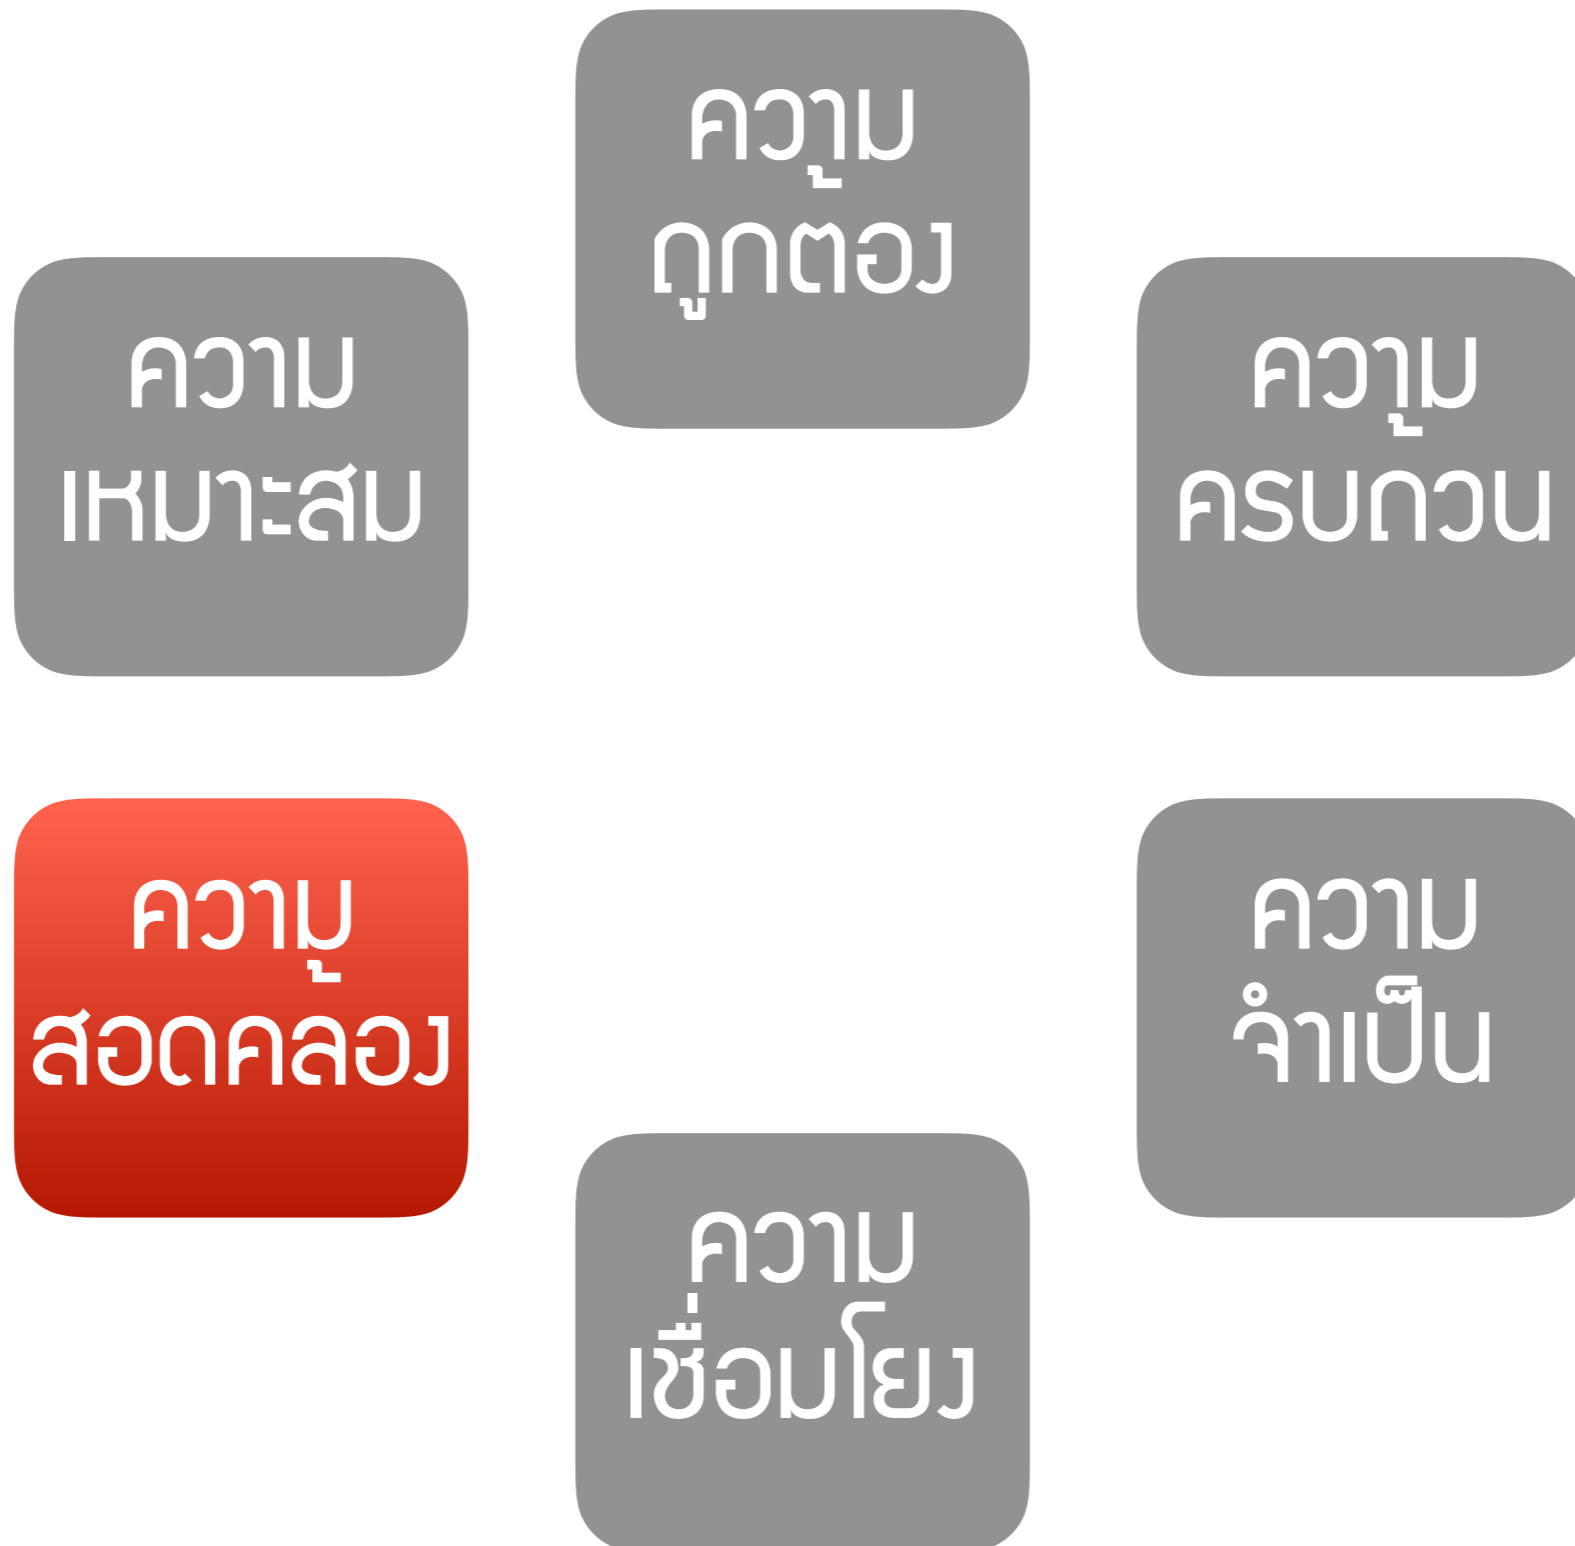 ความ
ถูกต้อง
ความ
ครบถ้วน
ความ
จำเป็น
ความ
เชื่อมโยง
ความ
สอดคล้อง
ความ
เหมาะสม